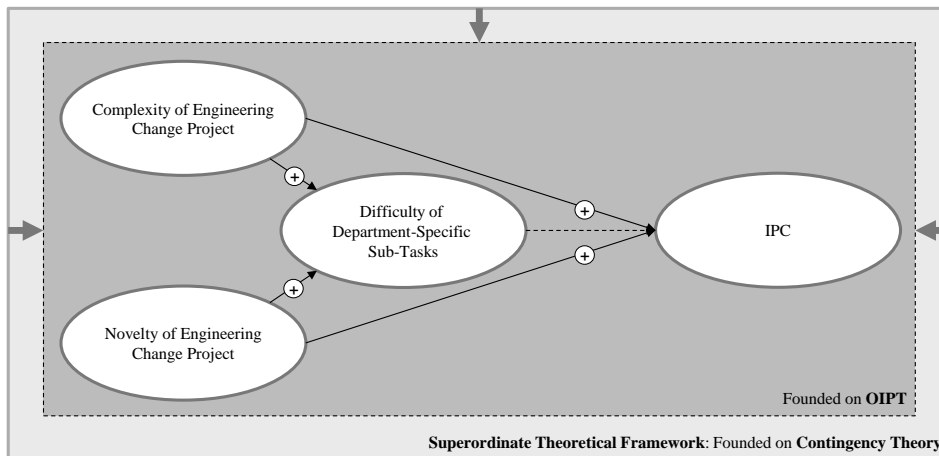 Complexity of Engineering
Change Project
+
+
Difficulty of
Department-Specific
Sub-Tasks
IPC
+
+
Novelty of Engineering
Change Project
Founded on OIPT
Superordinate Theoretical Framework: Founded on Contingency Theory